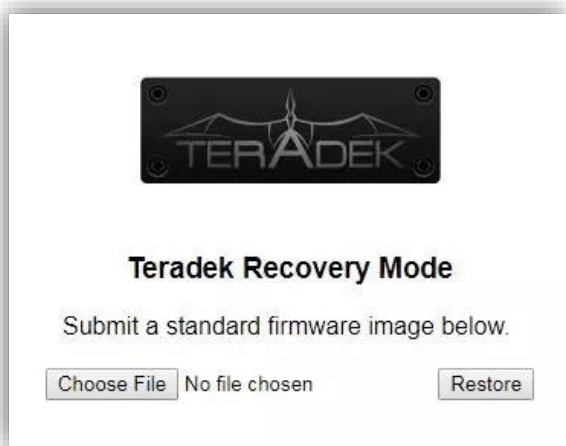 TERADEK
Teradek Recovery Mode
Submit a standard firmware image below.
Choose File No file chosen Restore